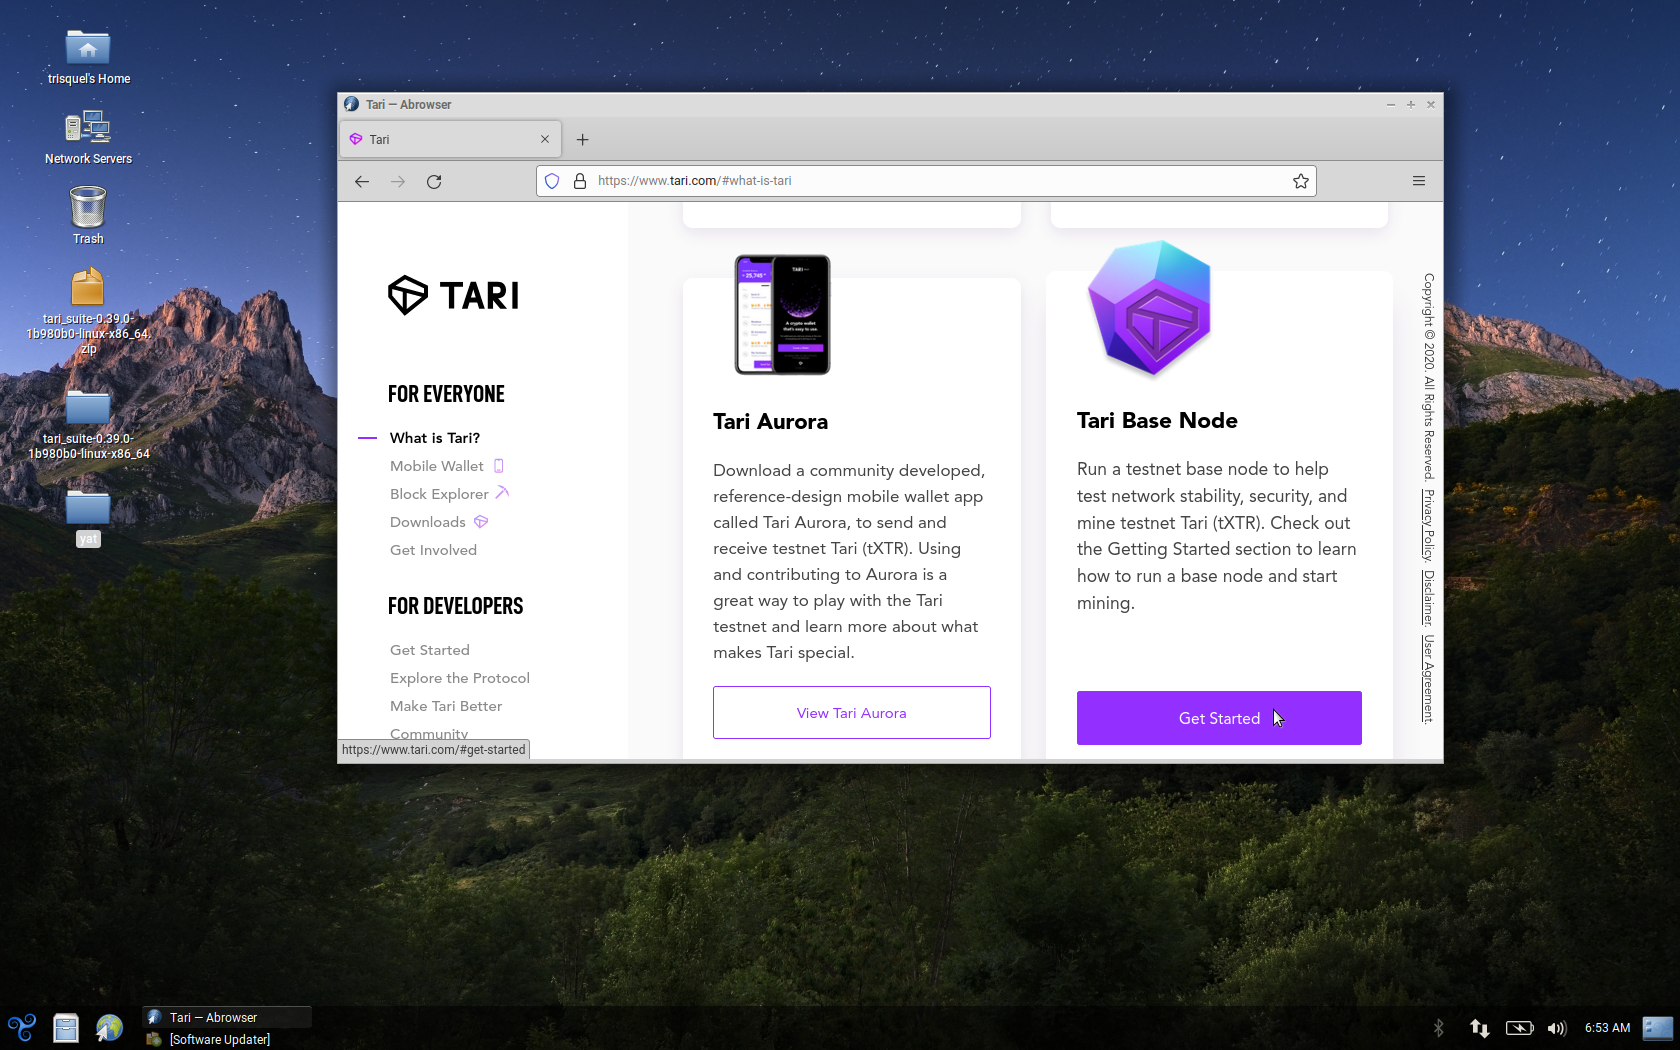 trisquel's Home
Network Servers
Trash
tari_suite-0.39.0-
1b980b0-linux-x86_64.
zip
tari_suite-0.39.0-
1b980b0-linux-x86_64
yat
Tari — Abrowser
Tari
https://www.tari.com/#what-is-tari
TARI
FOR EVERYONE
What is Tari?
Mobile Wallet
Block Explorer
Downloads
Get Involved
FOR DEVELOPERS
Get Started
Explore the Protocol
Make Tari Better
Community
https://www.tari.com/#get-started
Tari Aurora
Download a community developed,
reference-design mobile wallet app
called Tari Aurora, to send and
receive testnet Tari (tXTR). Using
and contributing to Aurora is a
great way to play with the Tari
testnet and learn more about what
makes Tari special.
View Tari Aurora
Tari Base Node
Run a testnet base node to help
test network stability, security, and
mine testnet Tari (tXTR). Check out
the Getting Started section to learn
how to run a base node and start
mining.
Get Started
Copyright © 2020. All Rights Reserved. Privacy Policy. Disclaimer. User Agreement.
Tari — Abrowser
[Software Updater]
6:53 AM